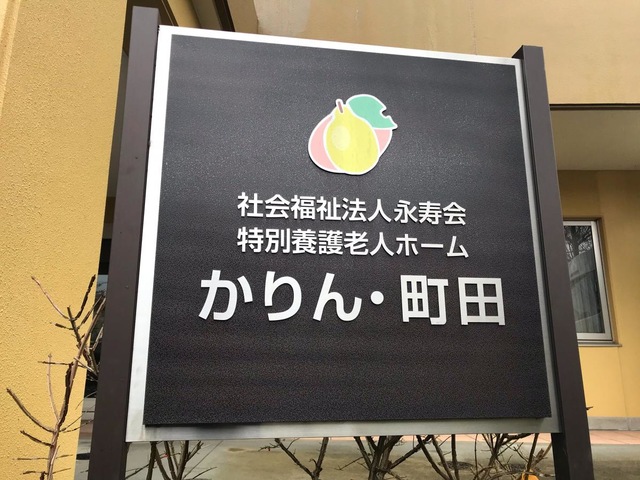 社会福祉法人永寿会
特別養護老人ホーム
かりん・町田